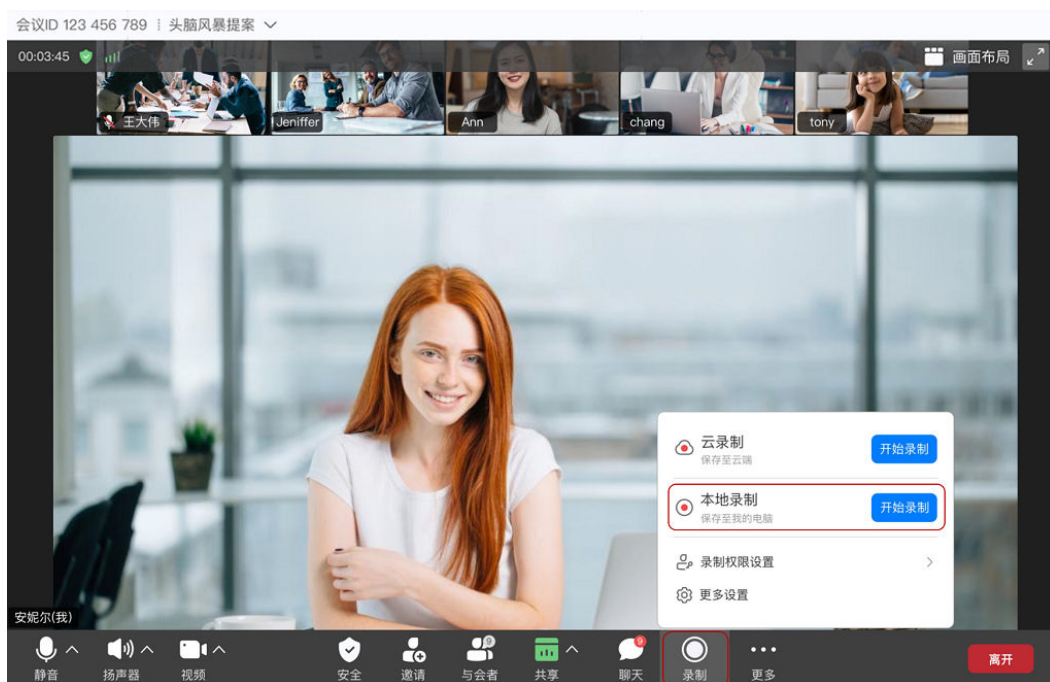 会议ID 123 456 789 ⁝ 头脑风暴提案
00:03:45
画面布局
王大伟
Jeniffer
Ann
chang
tony
云录制
保存至云端
开始录制
本地录制
保存至我的电脑
开始录制
录制权限设置
更多设置
安妮尔(我)
9
9
静音
扬声器
视频
安全
邀请
与会者
共享
聊天
录制
更多
离开